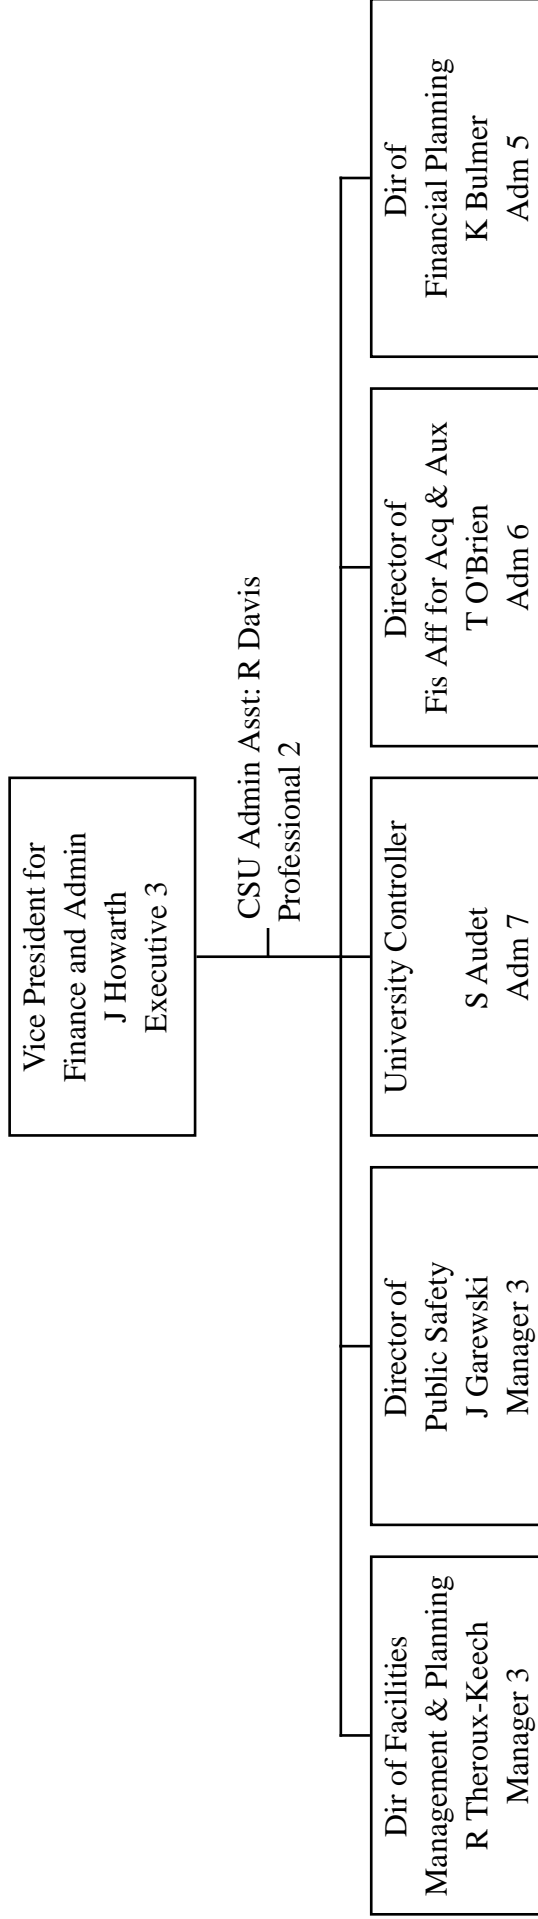 Vice President for
Finance and Admin
J Howarth
Executive 3
CSU Admin Asst: R Davis
Professional 2
Dir of Facilities
Management & Planning
R Theroux-Keech
Manager 3
Director of
Public Safety
J Garewski
Manager 3
University Controller
S Audet
Adm 7
Director of
Fis Aff for Acq & Aux
T O'Brien
Adm 6
Dir of
Financial Planning
K Bulmer
Adm 5